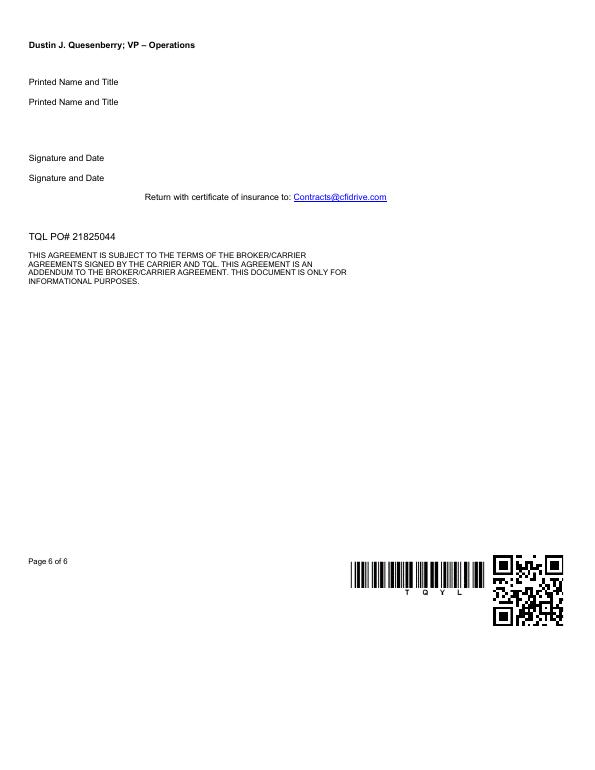 Dustin J. Quesenberry; VP – Operations
Printed Name and Title
Printed Name and Title
Signature and Date
Signature and Date
Return with certificate of insurance to: Contracts@cfidrive.com
TQL PO# 21825044
THIS AGREEMENT IS SUBJECT TO THE TERMS OF THE BROKER/CARRIER
AGREEMENTS SIGNED BY THE CARRIER AND TQL. THIS AGREEMENT IS AN
ADDENDUM TO THE BROKER/CARRIER AGREEMENT. THIS DOCUMENT IS ONLY FOR
INFORMATIONAL PURPOSES.
Page 6 of 6
T Q Y L